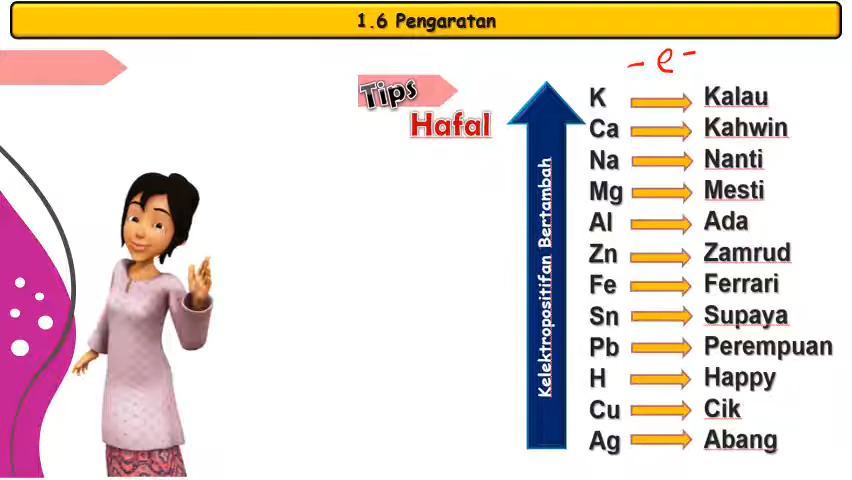 1.6 Pengaratan
- e -
Tips
Hafal
Kelektropositifan Bertambah
K Kalau
Ca Kahwin
Na Nanti
Mg Mesti
Al Ada
Zn Zamrud
Fe Ferrari
Sn Supaya
Pb Perempuan
H Happy
Cu Cik
Ag Abang